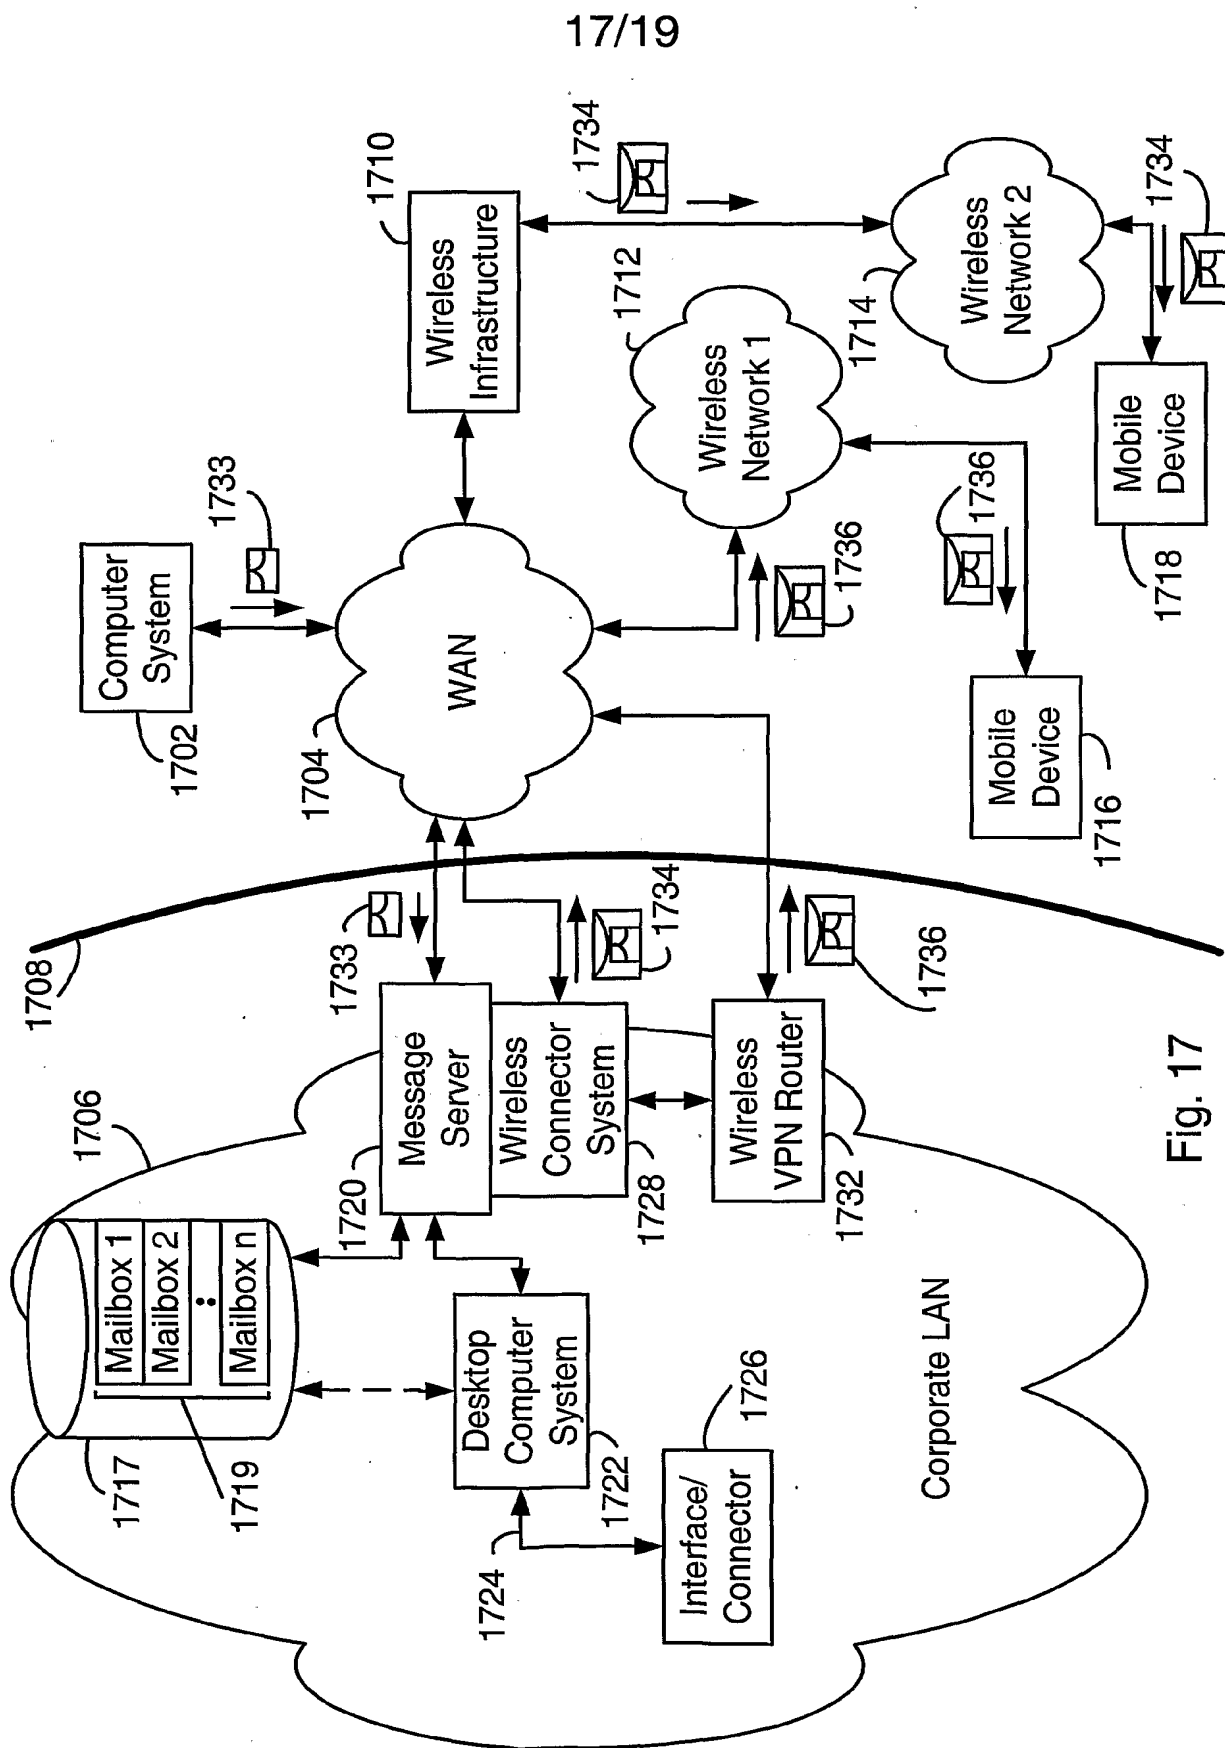 17/19
1702
Computer
System
1733
1704
WAN
1710
Wireless
Infrastructure
1734
1712
Wireless
Network 1
1714
Wireless
Network 2
1734
1736
1736
1716
Mobile
Device
1718
Mobile
Device
1708
1733
1734
1736
1706
1717
1719
Mailbox 1
Mailbox 2
:
Mailbox n
1720
Message
Server
Wireless
Connector
System
1728
Wireless
VPN Router
1732
Desktop
Computer
System
1722
1724
1726
Interface/
Connector
Corporate LAN
Fig. 17